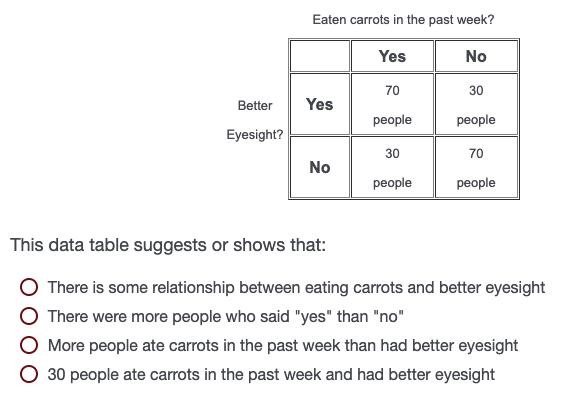 Eaten carrots in the past week?
Yes No
Better
Eyesight?
Yes
70
people
30
people
No
30
people
70
people
This data table suggests or shows that:
There is some relationship between eating carrots and better eyesight
There were more people who said "yes" than "no"
More people ate carrots in the past week than had better eyesight
30 people ate carrots in the past week and had better eyesight